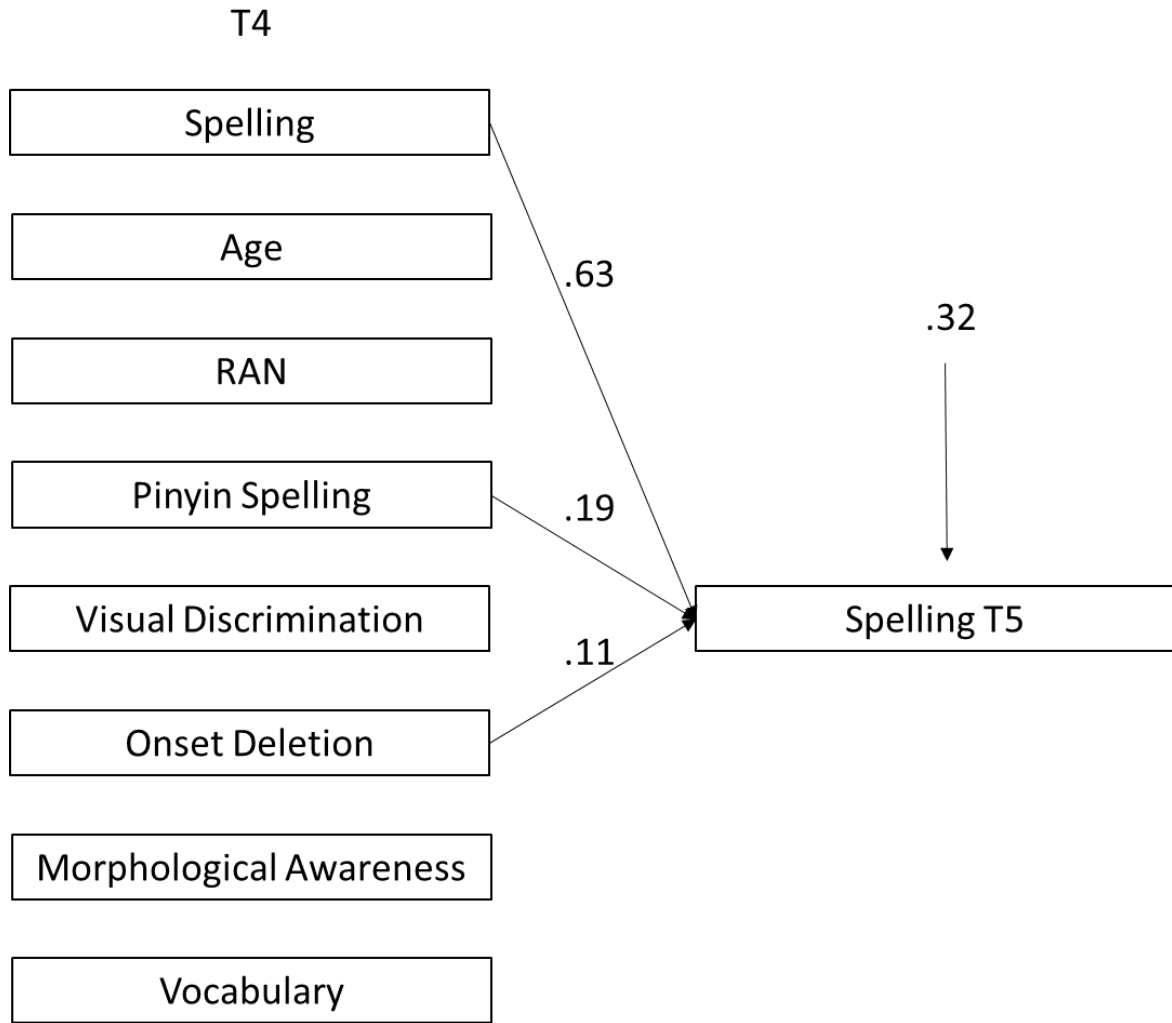 T4
Spelling
Age
.63
.32
RAN
Pinyin Spelling
.19
Visual Discrimination
Spelling T5
.11
Onset Deletion
Morphological Awareness
Vocabulary